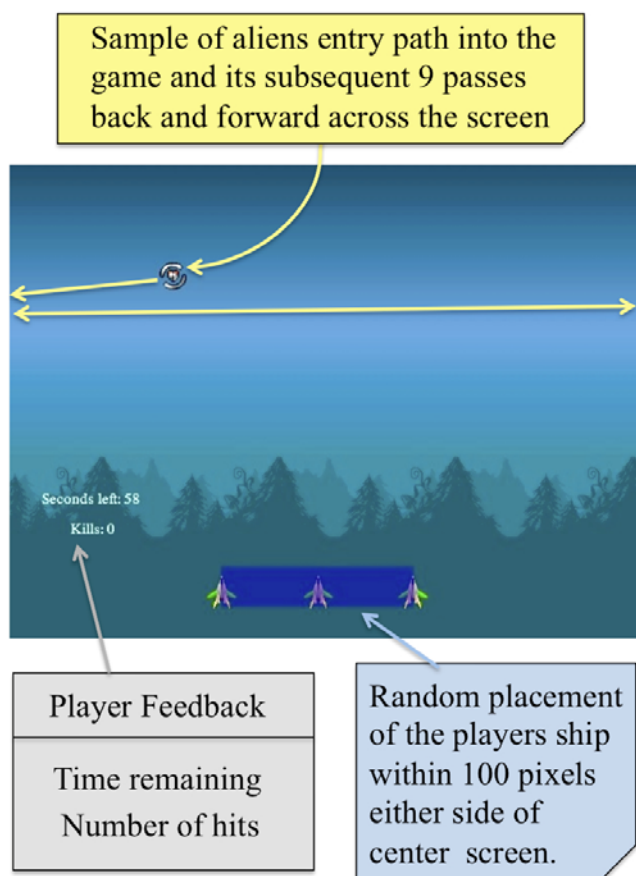 Sample of aliens entry path into the
game and its subsequent 9 passes
back and forward across the screen
Seconds left: 58
Kills: 0
Player Feedback
Time remaining
Number of hits
Random placement
of the players ship
within 100 pixels
either side of
center screen.